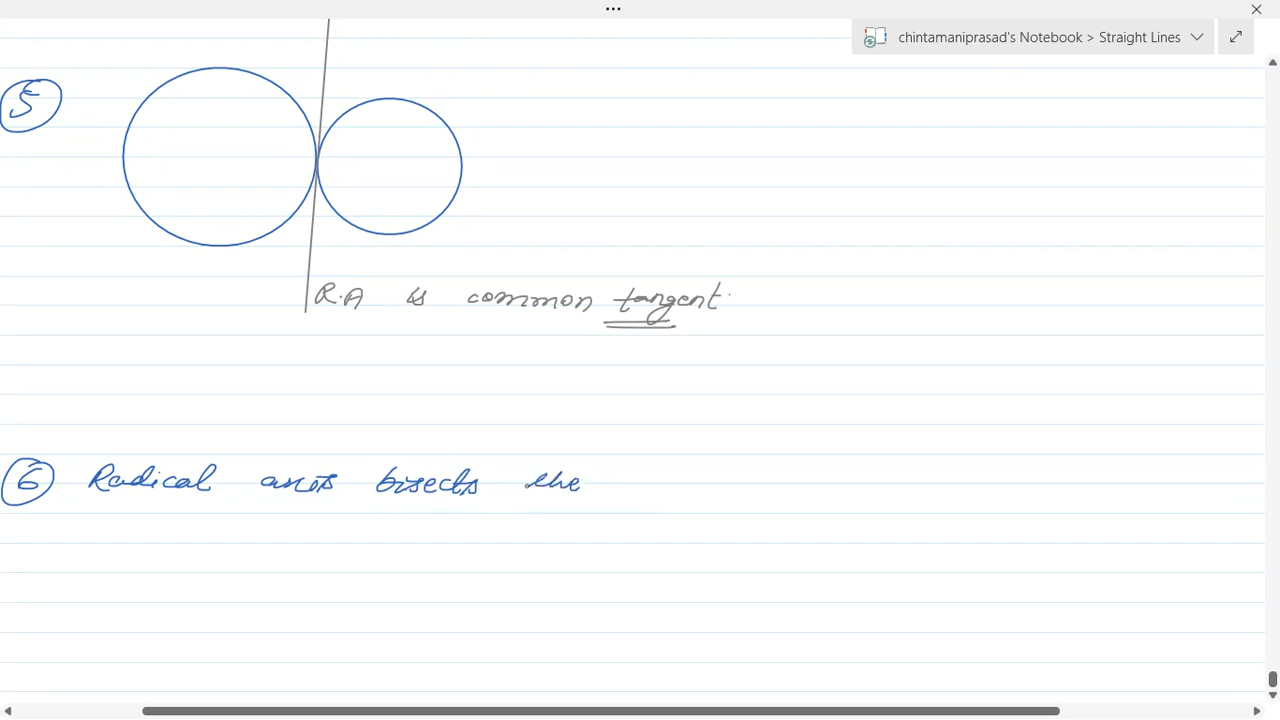 ...
chintamaniprasad's Notebook > Straight Lines
5
R.A is common tangent.
6 Radical axis bisects the